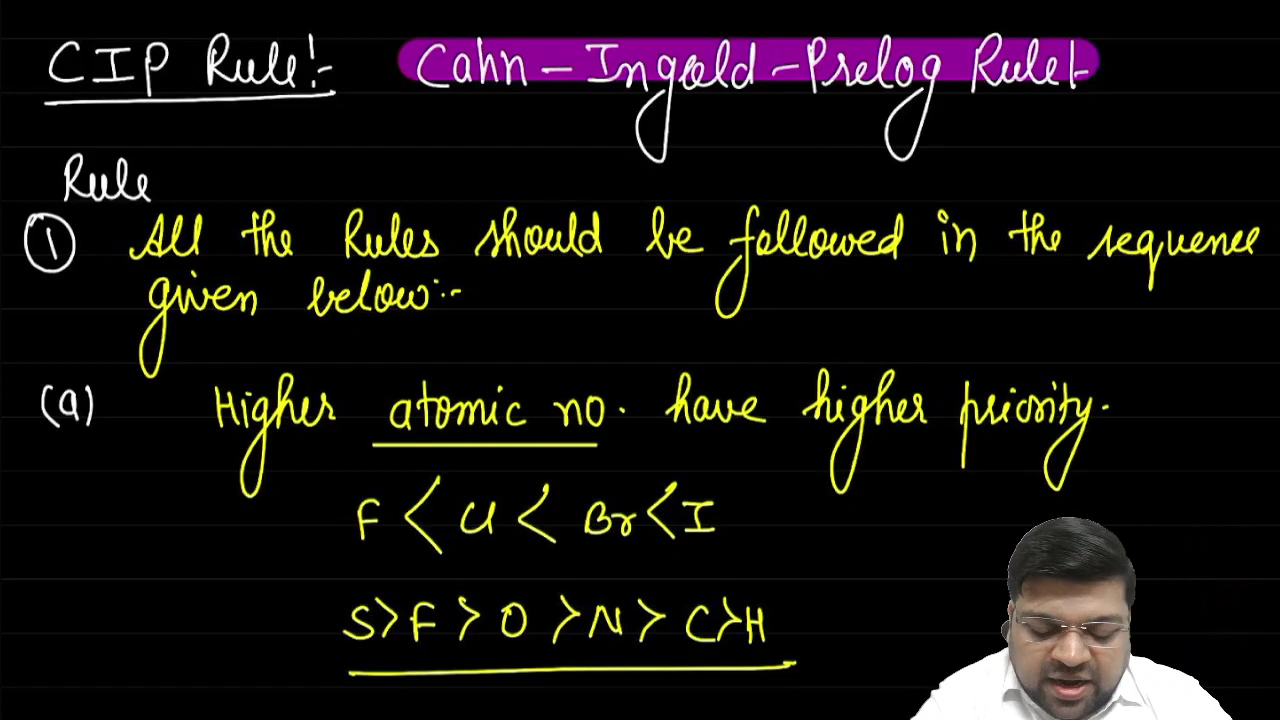 CIP Rule!- Cahn-Ingold-Prelog Rule!-
Rule
① All the Rules should be followed in the sequence
given below:-
(a) Higher atomic no. have higher priority.
F < Cl < Br < I
S > F > O > N > C > H